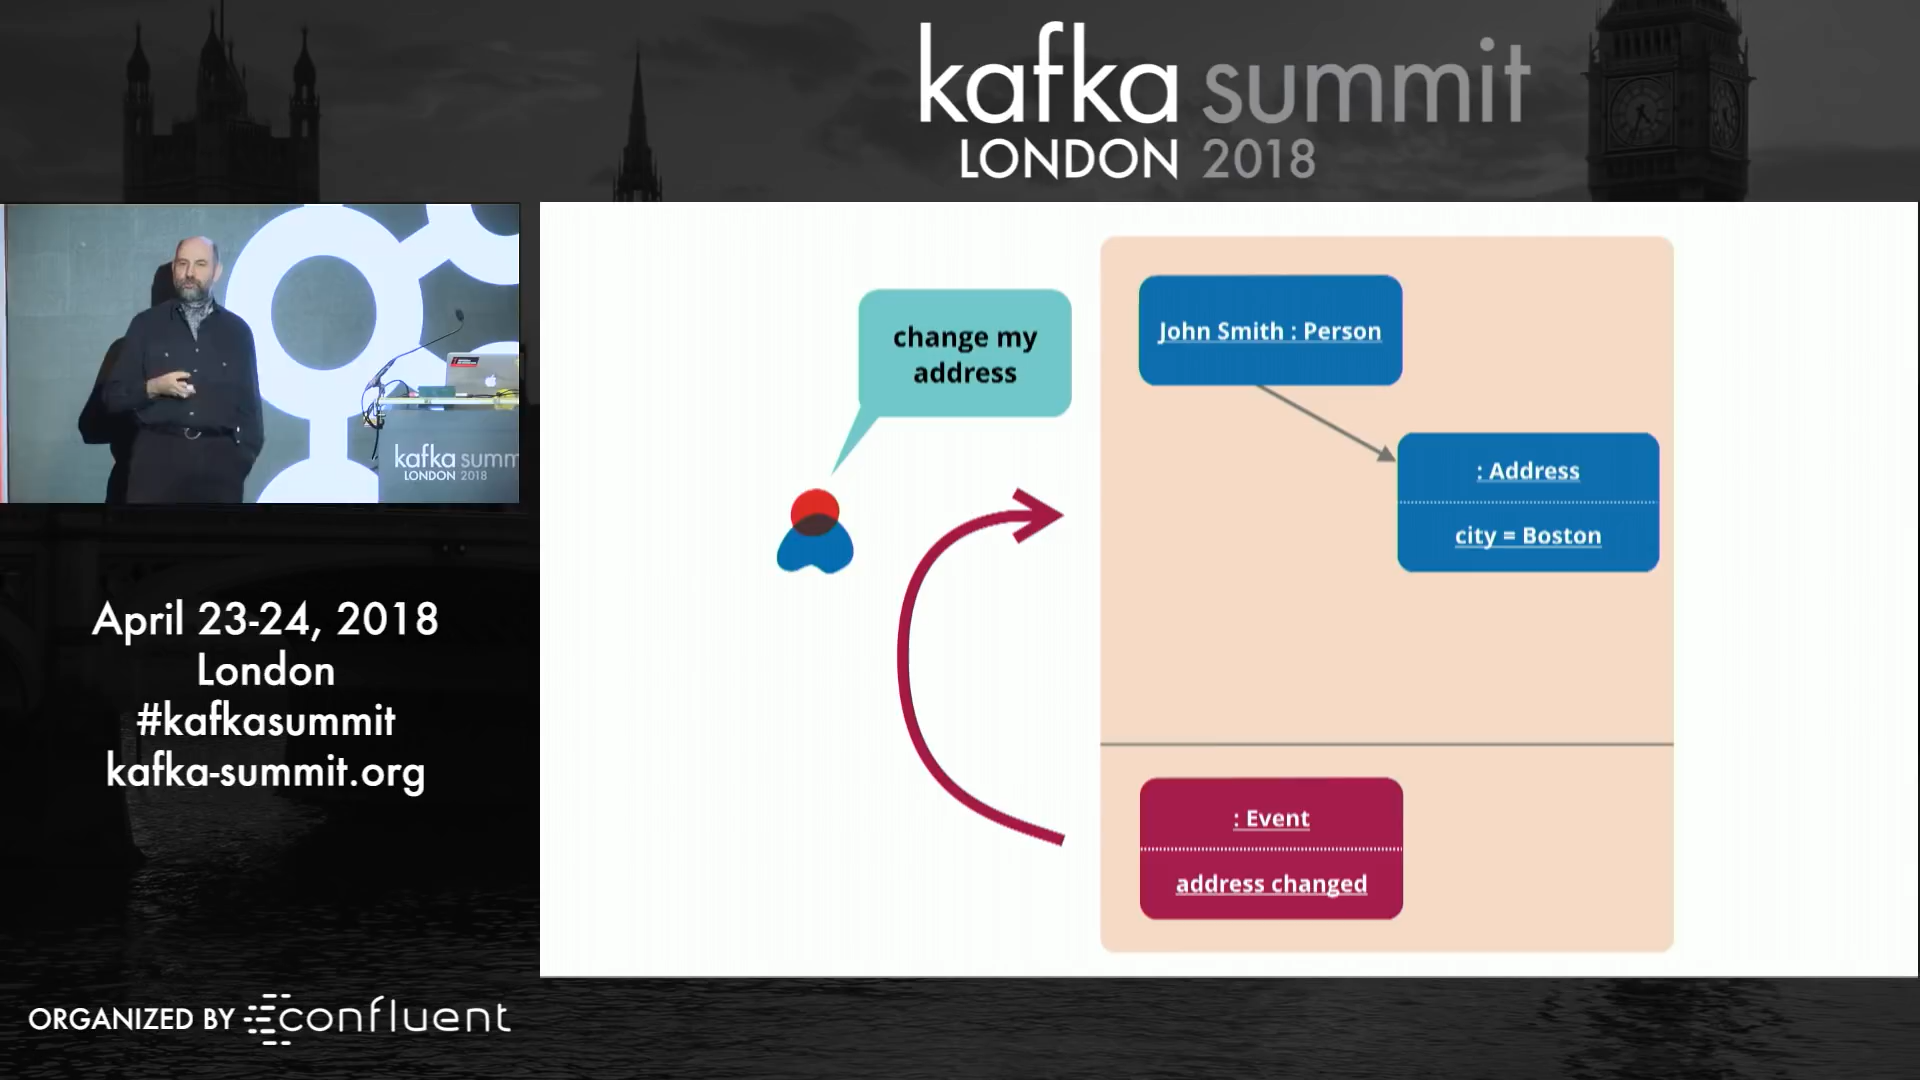 kafka summit
LONDON 2018
kafka summ
LONDON 2018
April 23-24, 2018
London
#kafkasummit
kafka-summit.org
ORGANIZED BY confluent
change my
address
John Smith : Person
: Address
city = Boston
: Event
address changed